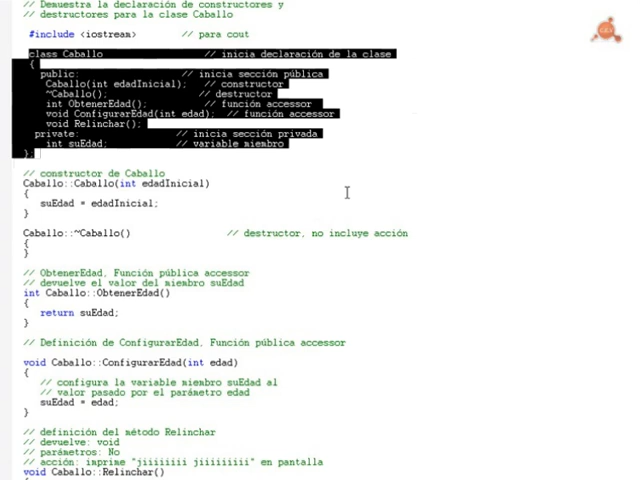 // Demuestra la declaración de constructores y
// destructores para la clase Caballo
#include <iostream> // para cout
class Caballo // inicia declaración de la clase
{
public: // inicia sección pública
Caballo(int edadInicial); // constructor
~Caballo(); // destructor
int ObtenerEdad(); // función accessor
void ConfigurarEdad(int edad); // función accessor
void Relinchar();
private: // inicia sección privada
int suEdad; // variable miembro
};
// constructor de Caballo
Caballo::Caballo(int edadInicial)
{
suEdad = edadInicial;
}
Caballo::~Caballo() // destructor, no incluye acción
{
}
// ObtenerEdad, Función pública accessor
// devuelve el valor del miembro suEdad
int Caballo::ObtenerEdad()
{
return suEdad;
}
// Definición de ConfigurarEdad, Función pública accessor
void Caballo::ConfigurarEdad(int edad)
{
// configura la variable miembro suEdad al
// valor pasado por el parámetro edad
suEdad = edad;
}
// definición del método Relinchar
// devuelve: void
// parámetros: No
// acción: imprime "jiiiiiiii jiiiiiiiii" en pantalla
void Caballo::Relinchar()